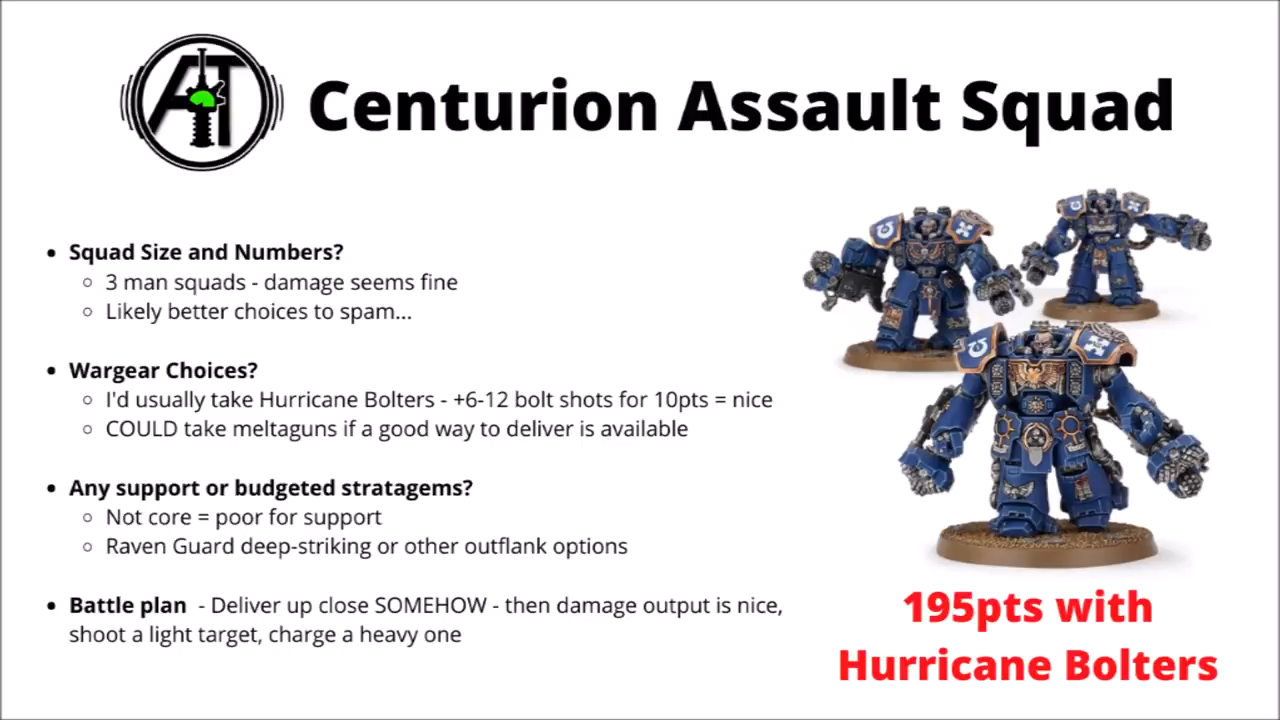 AT
Centurion Assault Squad
• Squad Size and Numbers?
○ 3 man squads - damage seems fine
○ Likely better choices to spam...
• Wargear Choices?
○ I'd usually take Hurricane Bolters - +6-12 bolt shots for 10pts = nice
○ COULD take meltaguns if a good way to deliver is available
• Any support or budgeted stratagems?
○ Not core = poor for support
○ Raven Guard deep-striking or other outflank options
• Battle plan - Deliver up close SOMEHOW - then damage output is nice,
shoot a light target, charge a heavy one
195pts with
Hurricane Bolters